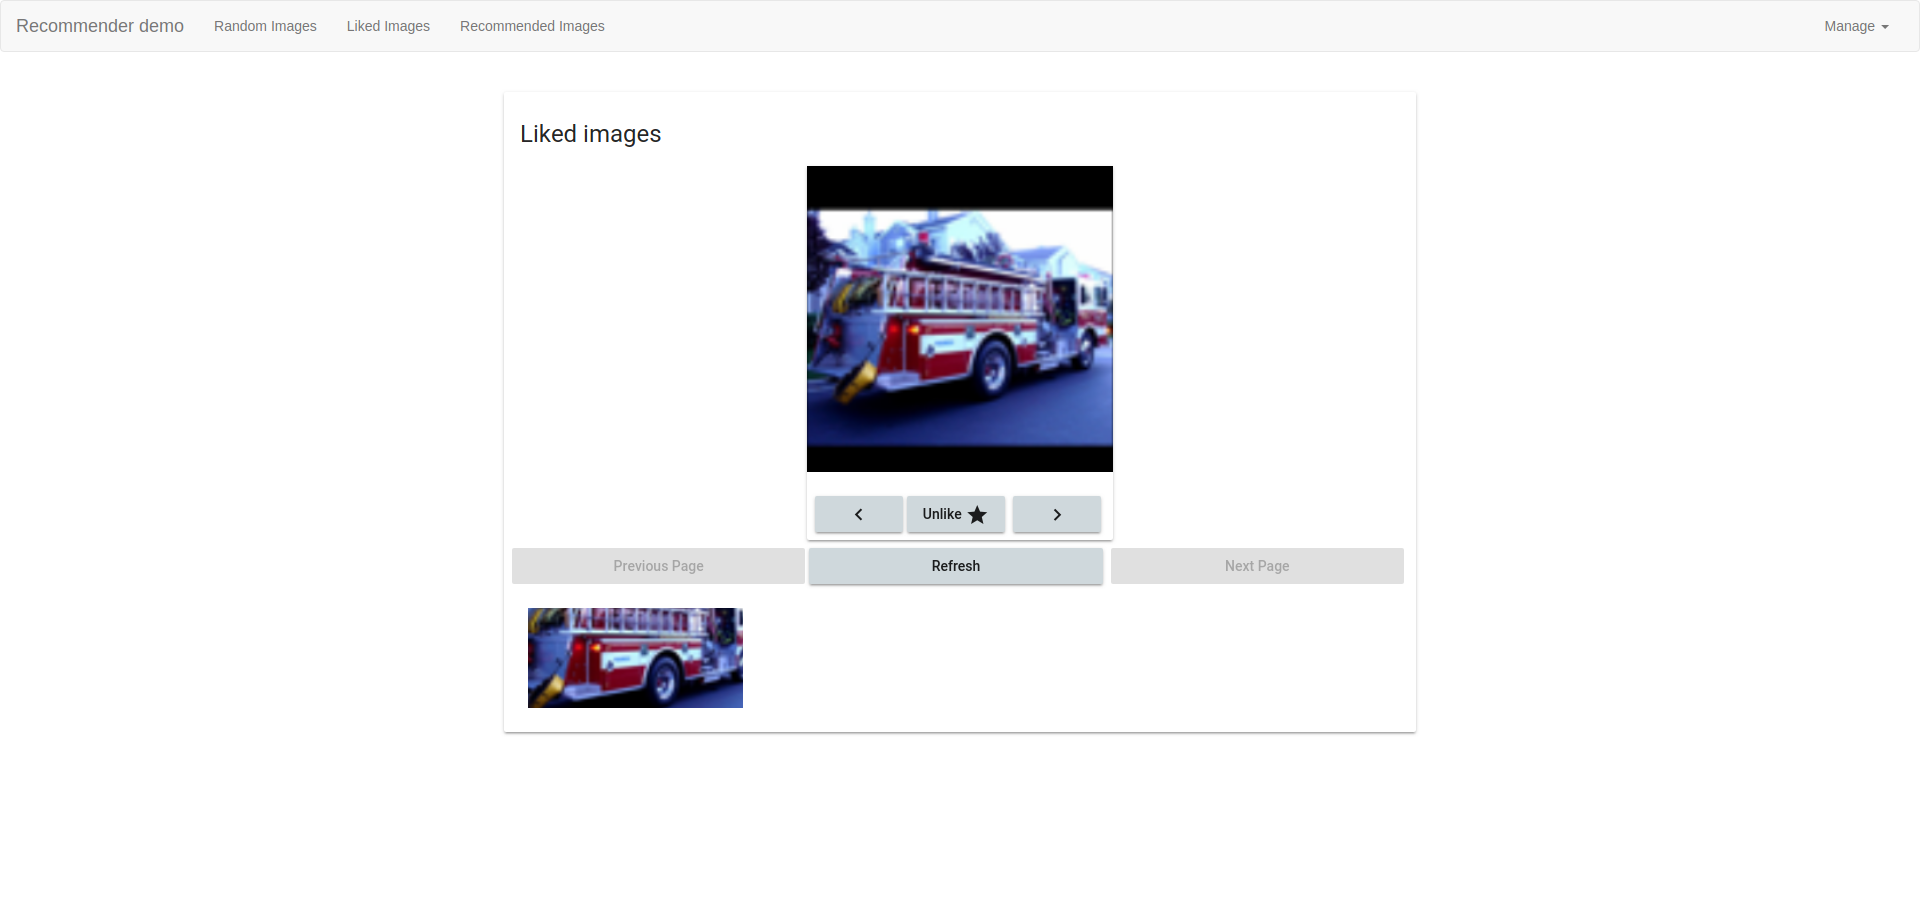 Recommender demo Random Images Liked Images Recommended Images Manage
Liked images
Unlike
Previous Page Refresh Next Page